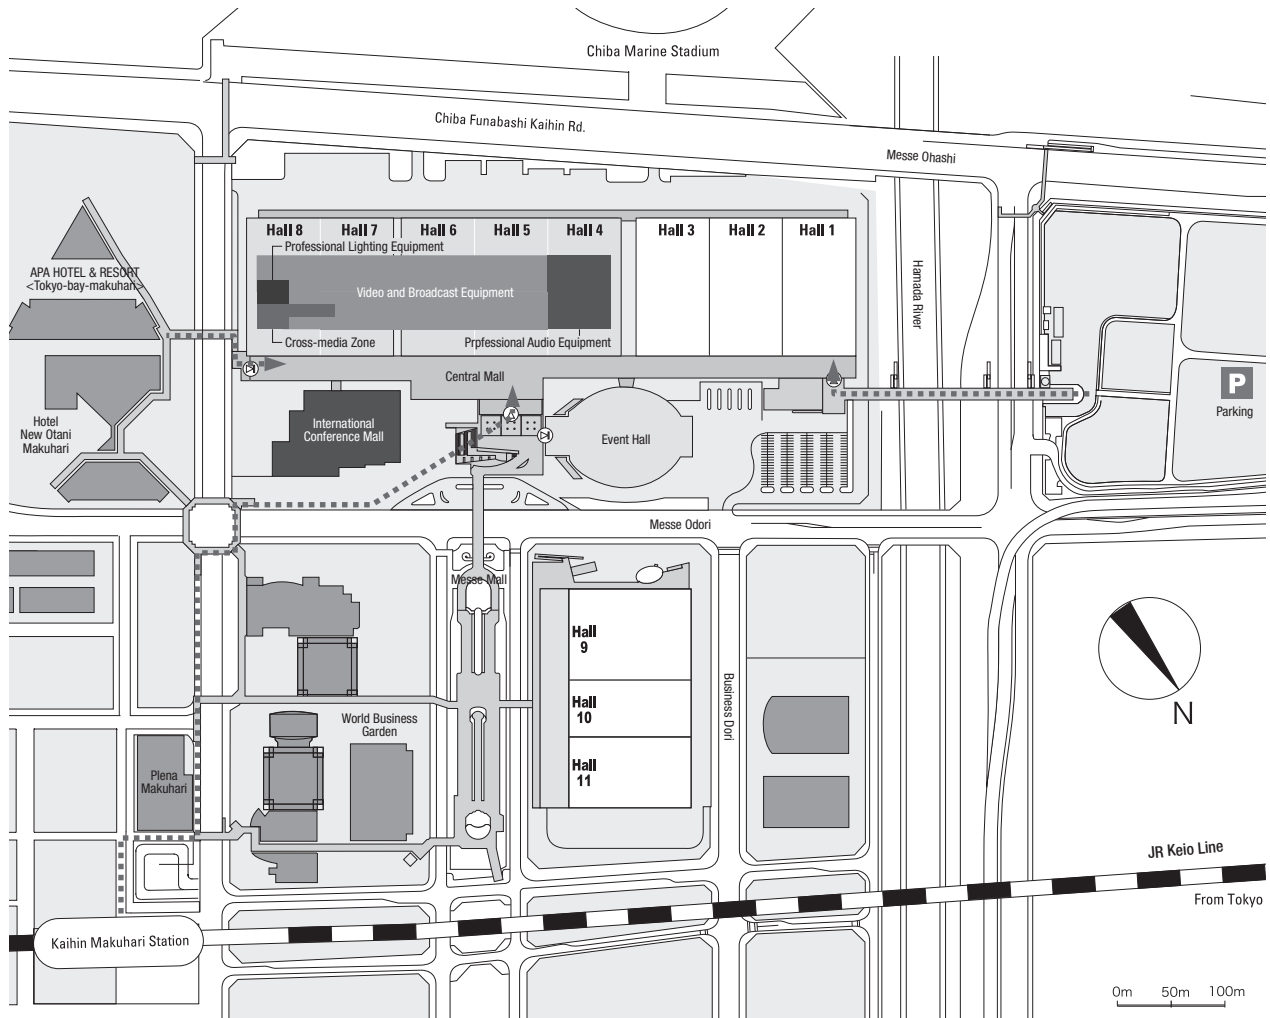 Chiba Marine Stadium
Chiba Funabashi Kaihin Rd.
Messe Ohashi
Hall 8
Hall 7
Hall 6
Hall 5
Hall 4
Hall 3
Hall 2
Hall 1
Professional Lighting Equipment
Video and Broadcast Equipment
Cross-media Zone
Prpfessional Audio Equipment
APA HOTEL & RESORT
<Tokyo-bay-makuhari>
Hamada River
Central Mall
P
Parking
Hotel
New Otani
Makuhari
International
Conference Mall
Event Hall
Messe Odori
Messe Mall
Hall
9
Hall
10
Hall
11
Business Dori
N
World Business
Garden
Plena
Makuhari
JR Keio Line
From Tokyo
Kaihin Makuhari Station
0m 50m 100m